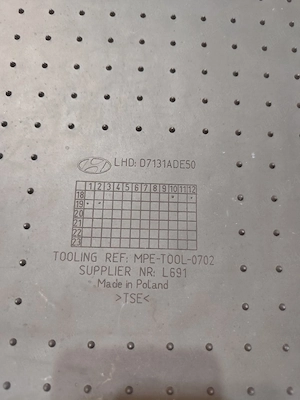 LHD: D7131ADE50
1 2 3 4 5 6 7 8 9 10 11 12
18
19
20
21
22
23
TOOLING REF: MPE-TOOL-0702
SUPPLIER NR: L691
Made in Poland
>TSE<